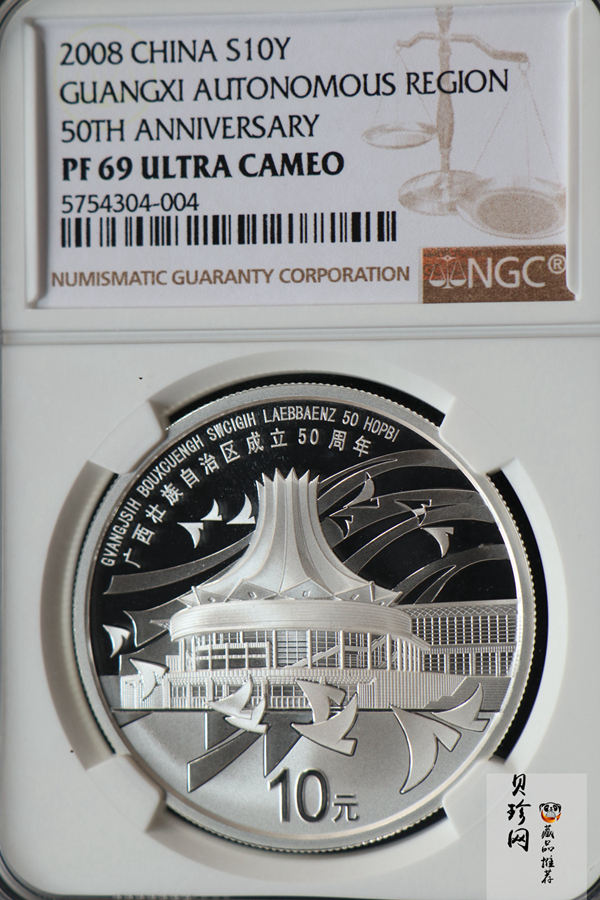 2008 CHINA S10Y
GUANGXI AUTONOMOUS REGION
50TH ANNIVERSARY
PF 69 ULTRA CAMEO
5754304-004
NUMISMATIC GUARANTY CORPORATION
NGC®
GVANGJSIH BOUXCUENGH SWCIGIH LAEBBAENZ 50 HOPBI
广西壮族自治区成立50周年
10元
贝珍网
藏品推荐